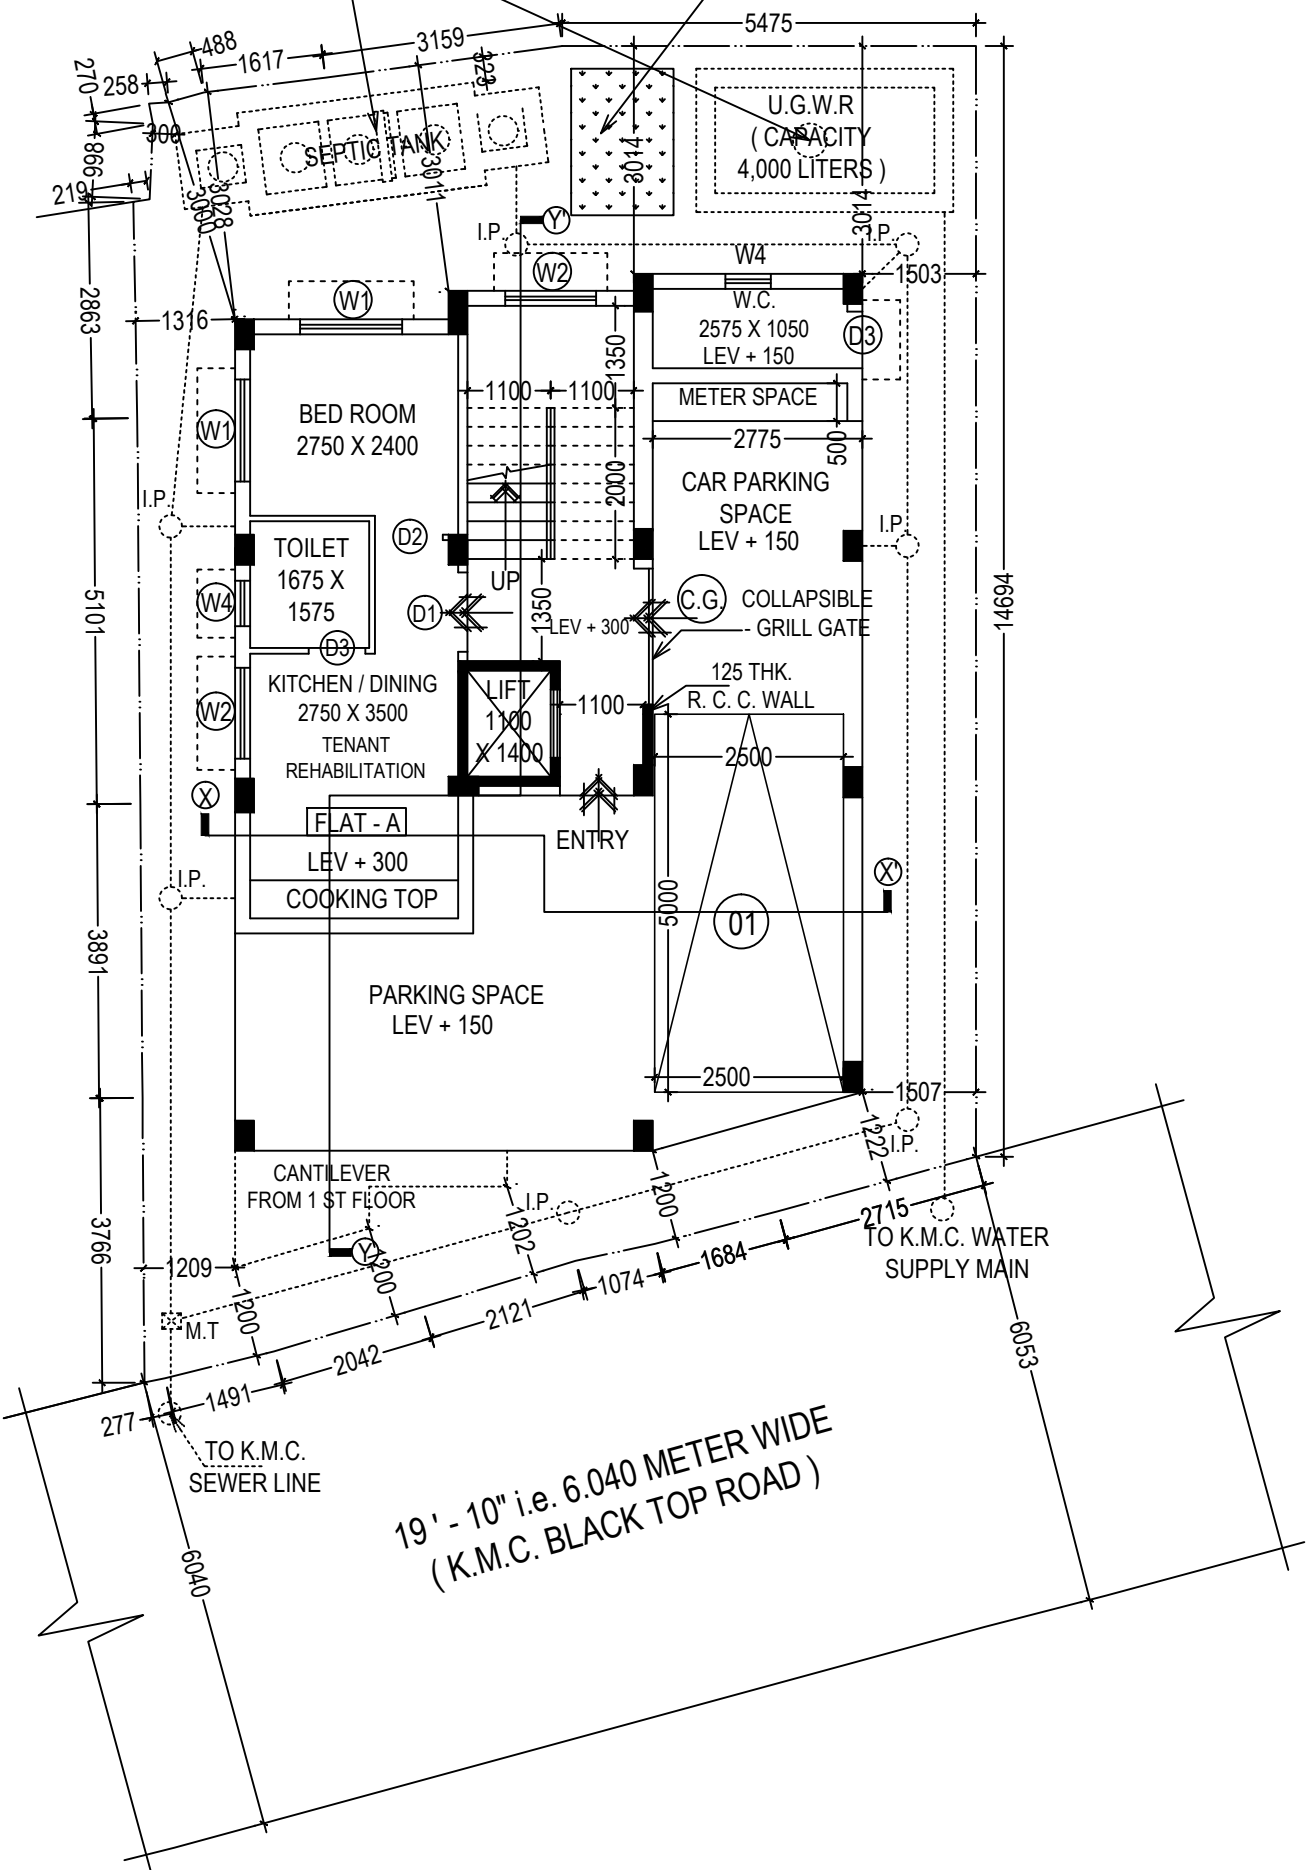 5475
488
1617
3159
323
270
258
300
866
219
3000
3028
3011
SEPTIC TANK
3014
U.G.W.R
( CAPACITY
4,000 LITERS )
3014
I.P.
Y'
I.P.
W4
1503
W2
W1
W.C.
2575 X 1050
LEV + 150
D3
2863
1316
1350
1100
1100
METER SPACE
BED ROOM
2750 X 2400
W1
2775
500
2000
CAR PARKING
SPACE
LEV + 150
I.P.
I.P.
D2
TOILET
1675 X
1575
UP
W4
D1
1350
LEV + 300
C.G.
COLLAPSIBLE
- GRILL GATE
5101
14694
D3
KITCHEN / DINING
2750 X 3500
TENANT
REHABILITATION
W2
LIFT
1100
X 1400
1100
125 THK.
R. C. C. WALL
2500
X
FLAT - A
LEV + 300
COOKING TOP
ENTRY
X'
I.P.
5000
01
3891
PARKING SPACE
LEV + 150
2500
1507
1222
I.P.
CANTILEVER
FROM 1 ST FLOOR
I.P.
1200
1202
2715
TO K.M.C. WATER
SUPPLY MAIN
3766
1209
Y
1200
1200
1684
1074
2121
2042
M.T
1491
277
TO K.M.C.
SEWER LINE
6053
19 ' - 10" i.e. 6.040 METER WIDE
( K.M.C. BLACK TOP ROAD )
6040